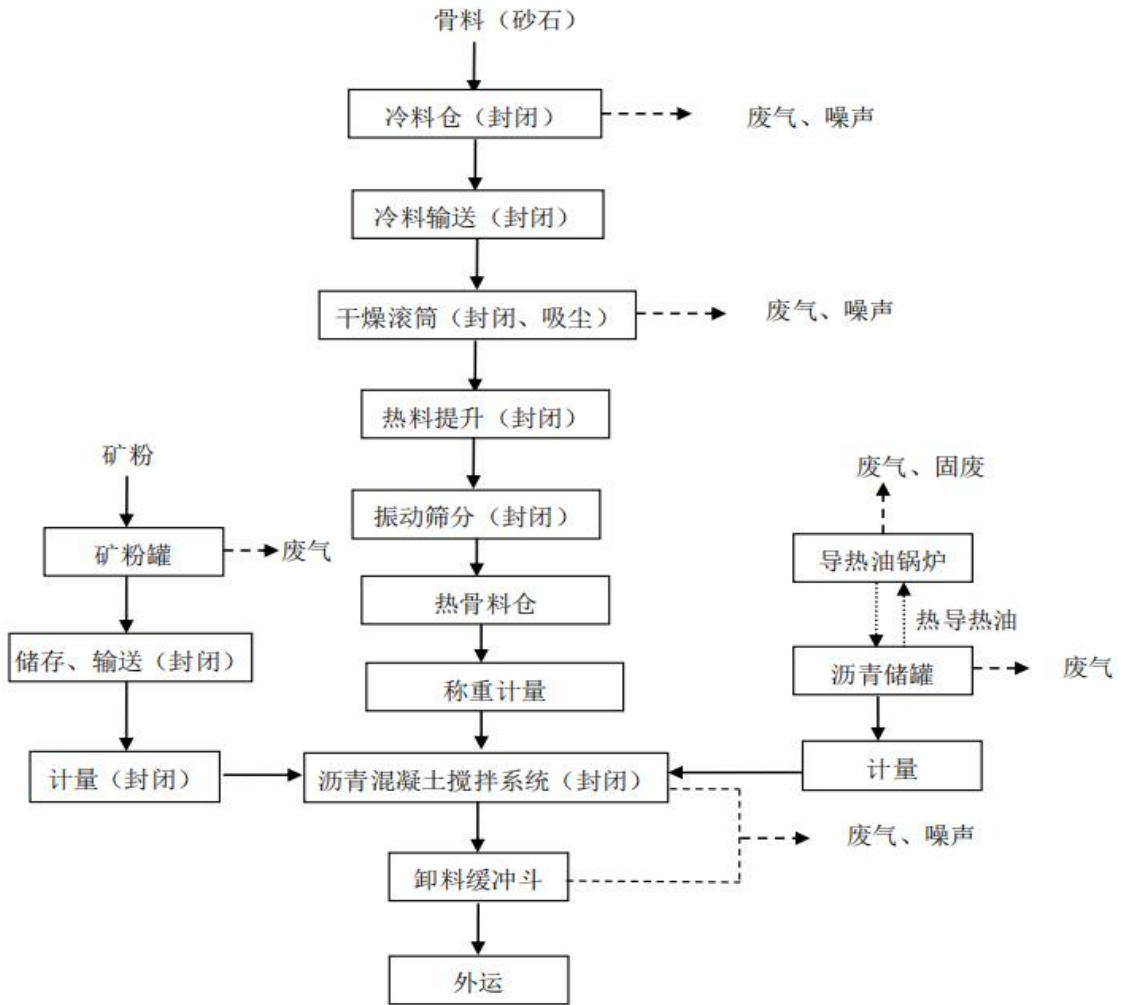 骨料（砂石）
冷料仓（封闭）
废气、噪声
冷料输送（封闭）
干燥滚筒（封闭、吸尘）
废气、噪声
热料提升（封闭）
矿粉
废气、固废
振动筛分（封闭）
矿粉罐
废气
导热油锅炉
热骨料仓
热导热油
储存、输送（封闭）
沥青储罐
废气
称重计量
计量（封闭）
沥青混凝土搅拌系统（封闭）
计量
废气、噪声
卸料缓冲斗
外运